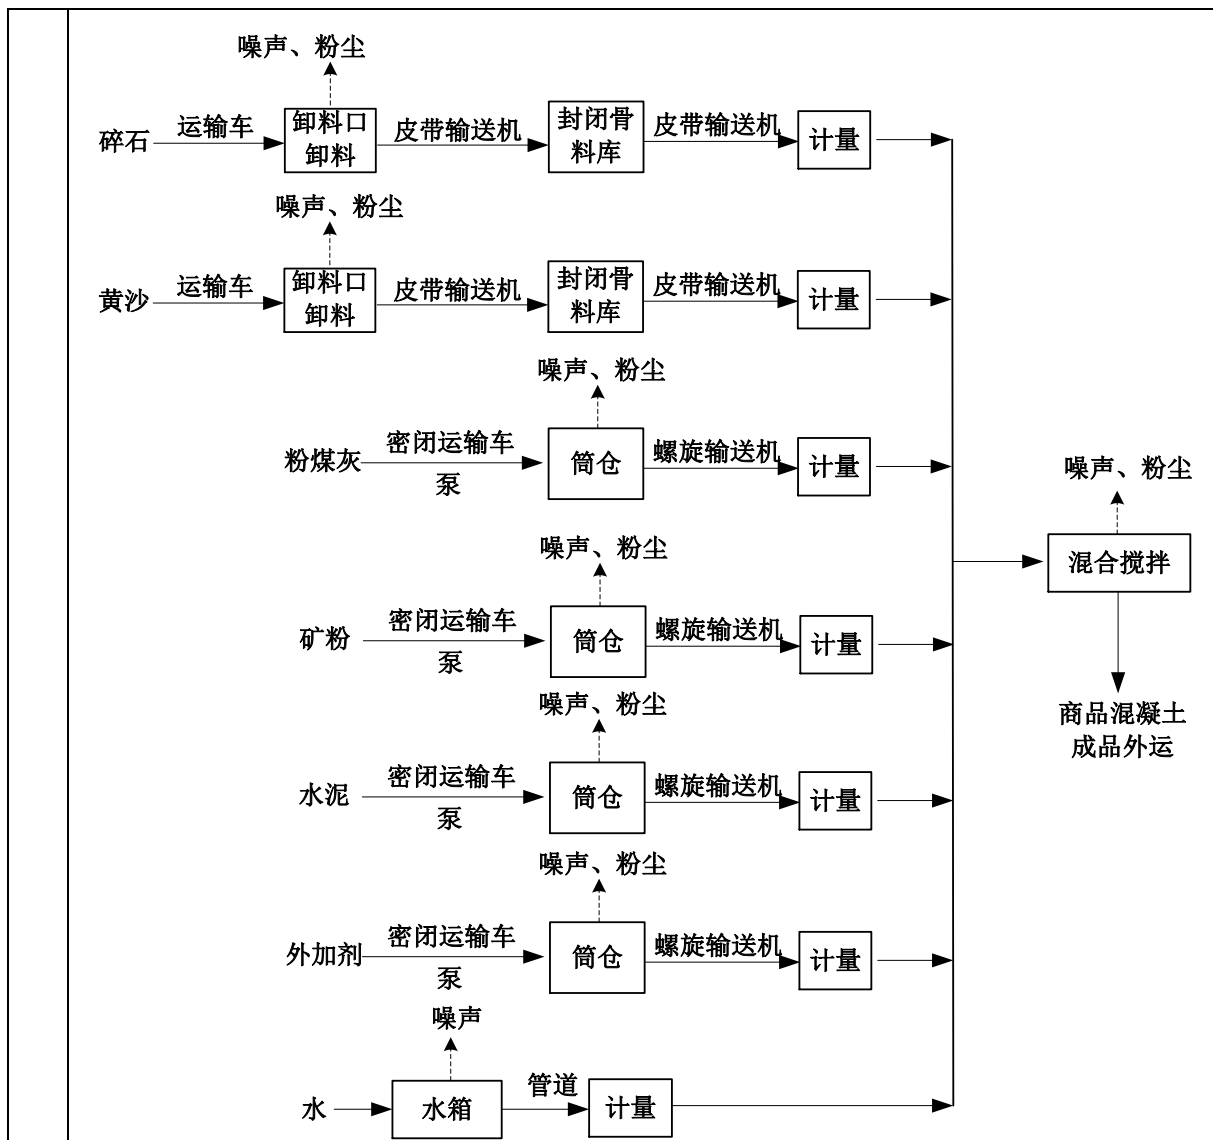 噪声、粉尘
碎石
运输车
卸料口
卸料
皮带输送机
封闭骨
料库
皮带输送机
计量
噪声、粉尘
黄沙
运输车
卸料口
卸料
皮带输送机
封闭骨
料库
皮带输送机
计量
噪声、粉尘
粉煤灰
密闭运输车
泵
筒仓
螺旋输送机
计量
噪声、粉尘
混合搅拌
商品混凝土
成品外运
噪声、粉尘
矿粉
密闭运输车
泵
筒仓
螺旋输送机
计量
噪声、粉尘
水泥
密闭运输车
泵
筒仓
螺旋输送机
计量
噪声、粉尘
外加剂
密闭运输车
泵
筒仓
螺旋输送机
计量
噪声
水
水箱
管道
计量